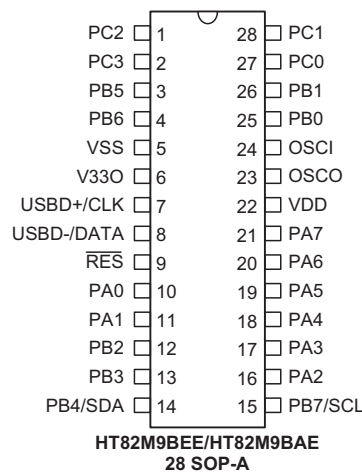 PC2 1 28 PC1
PC3 2 27 PC0
PB5 3 26 PB1
PB6 4 25 PB0
VSS 5 24 OSCI
V33O 6 23 OSCO
USBD+/CLK 7 22 VDD
USBD-/DATA 8 21 PA7
RES 9 20 PA6
PA0 10 19 PA5
PA1 11 18 PA4
PB2 12 17 PA3
PB3 13 16 PA2
PB4/SDA 14 15 PB7/SCL
HT82M9BEE/HT82M9BAE
28 SOP-A